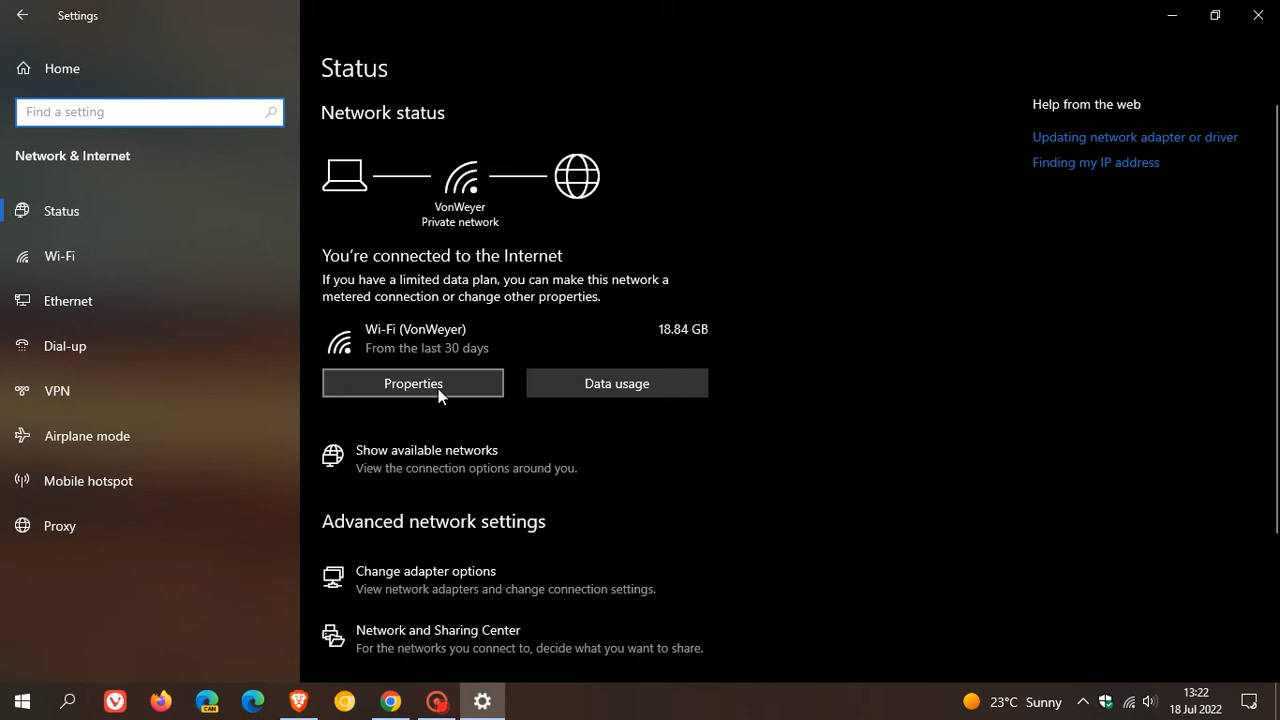 Settings
Home
Find a setting
Network & Internet
Status
Wi-Fi
Ethernet
Dial-up
VPN
Airplane mode
Mobile hotspot
Proxy
Status
Network status
VonWeyer
Private network
You're connected to the Internet
If you have a limited data plan, you can make this network a
metered connection or change other properties.
Wi-Fi (VonWeyer) 18.84 GB
From the last 30 days
Properties Data usage
Show available networks
View the connection options around you.
Advanced network settings
Change adapter options
View network adapters and change connection settings.
Network and Sharing Center
For the networks you connect to, decide what you want to share.
Help from the web
Updating network adapter or driver
Finding my IP address
CAN
23°C Sunny
13:22
18 Jul 2022